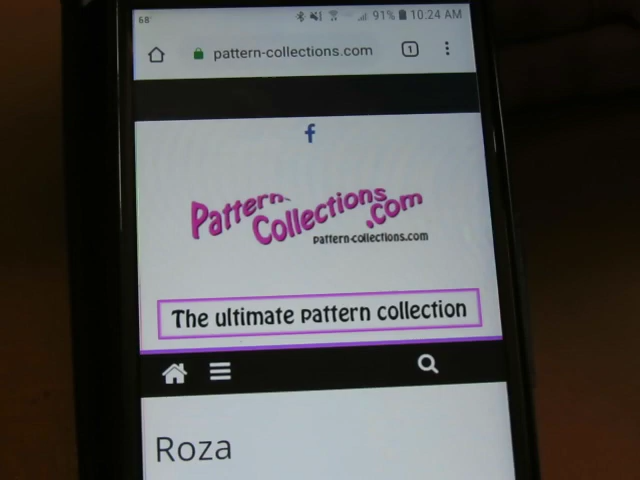 68°
91% 10:24 AM
pattern-collections.com
1
f
Pattern-
Collections
.com
pattern-collections.com
The ultimate pattern collection
Roza